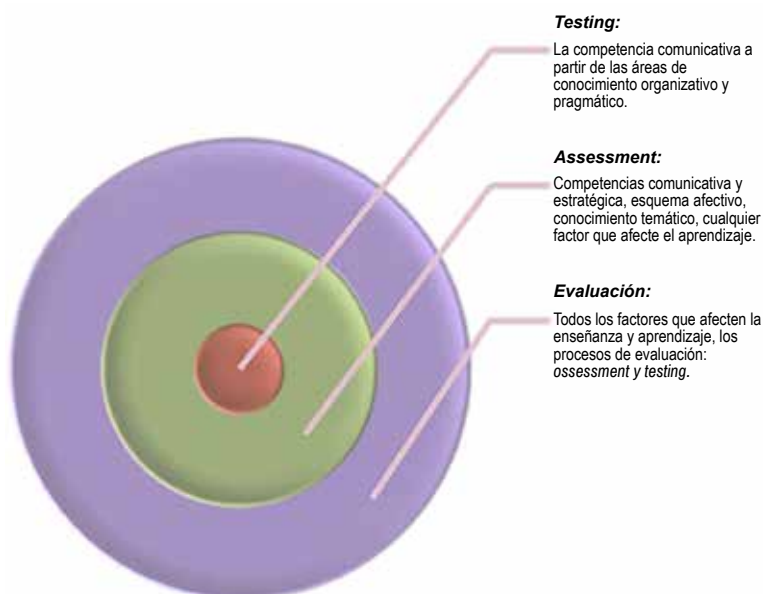 Testing:
La competencia comunicativa a
partir de las áreas de
conocimiento organizativo y
pragmático.
Assessment:
Competencias comunicativa y
estratégica, esquema afectivo,
conocimiento temático, cualquier
factor que afecte el aprendizaje.
Evaluación:
Todos los factores que afecten la
enseñanza y aprendizaje, los
procesos de evaluación:
ossessment y testing.